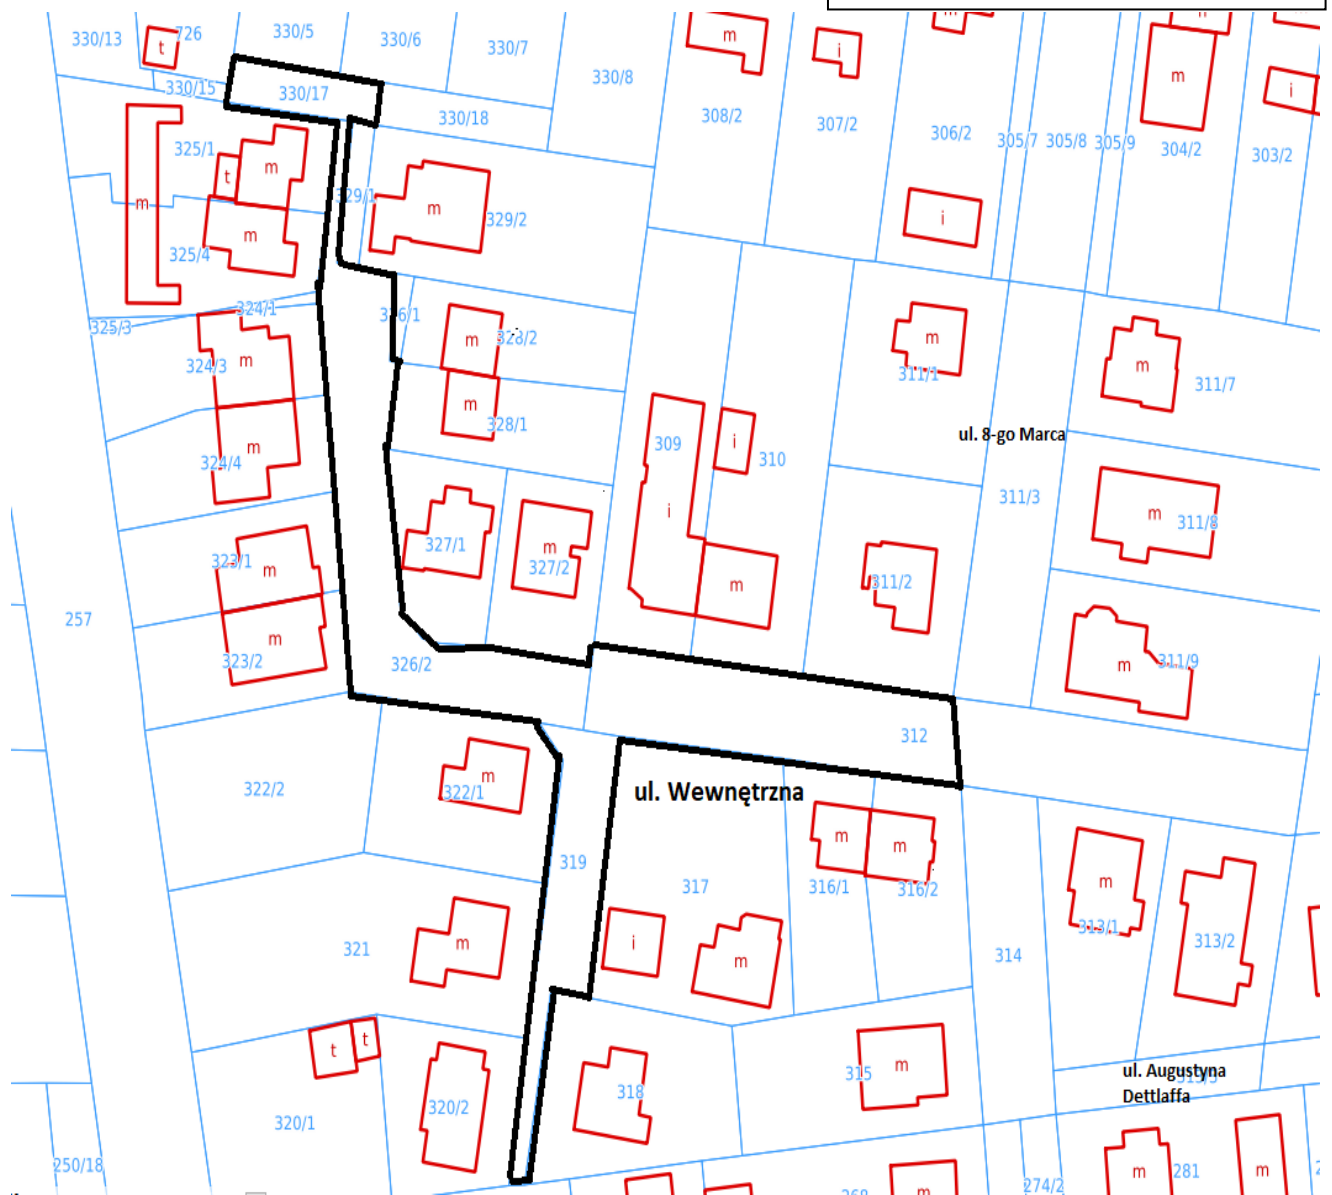 330/13
726
330/5
330/6
330/7
330/8
t
m
i
m
i
330/15
330/17
330/18
308/2
307/2
306/2
305/7
305/8
305/9
304/2
303/2
325/1
m
t
329/1
m
329/2
m
i
325/4
m
324/1
325/3
m
328/2
m
324/3
m
311/1
m
311/7
m
328/1
309
i
310
ul. 8-go Marca
324/4
m
311/3
i
m
311/8
327/1
m
327/2
323/1
m
m
311/2
257
323/2
m
326/2
m
311/9
312
322/2
m
322/1
ul. Wewnętrzna
m
m
319
317
316/1
316/2
m
313/1
321
m
i
m
314
313/2
t
t
315
m
ul. Augustyna
Dettlaffa
320/1
320/2
318
250/18
274/2
m
281
m
m